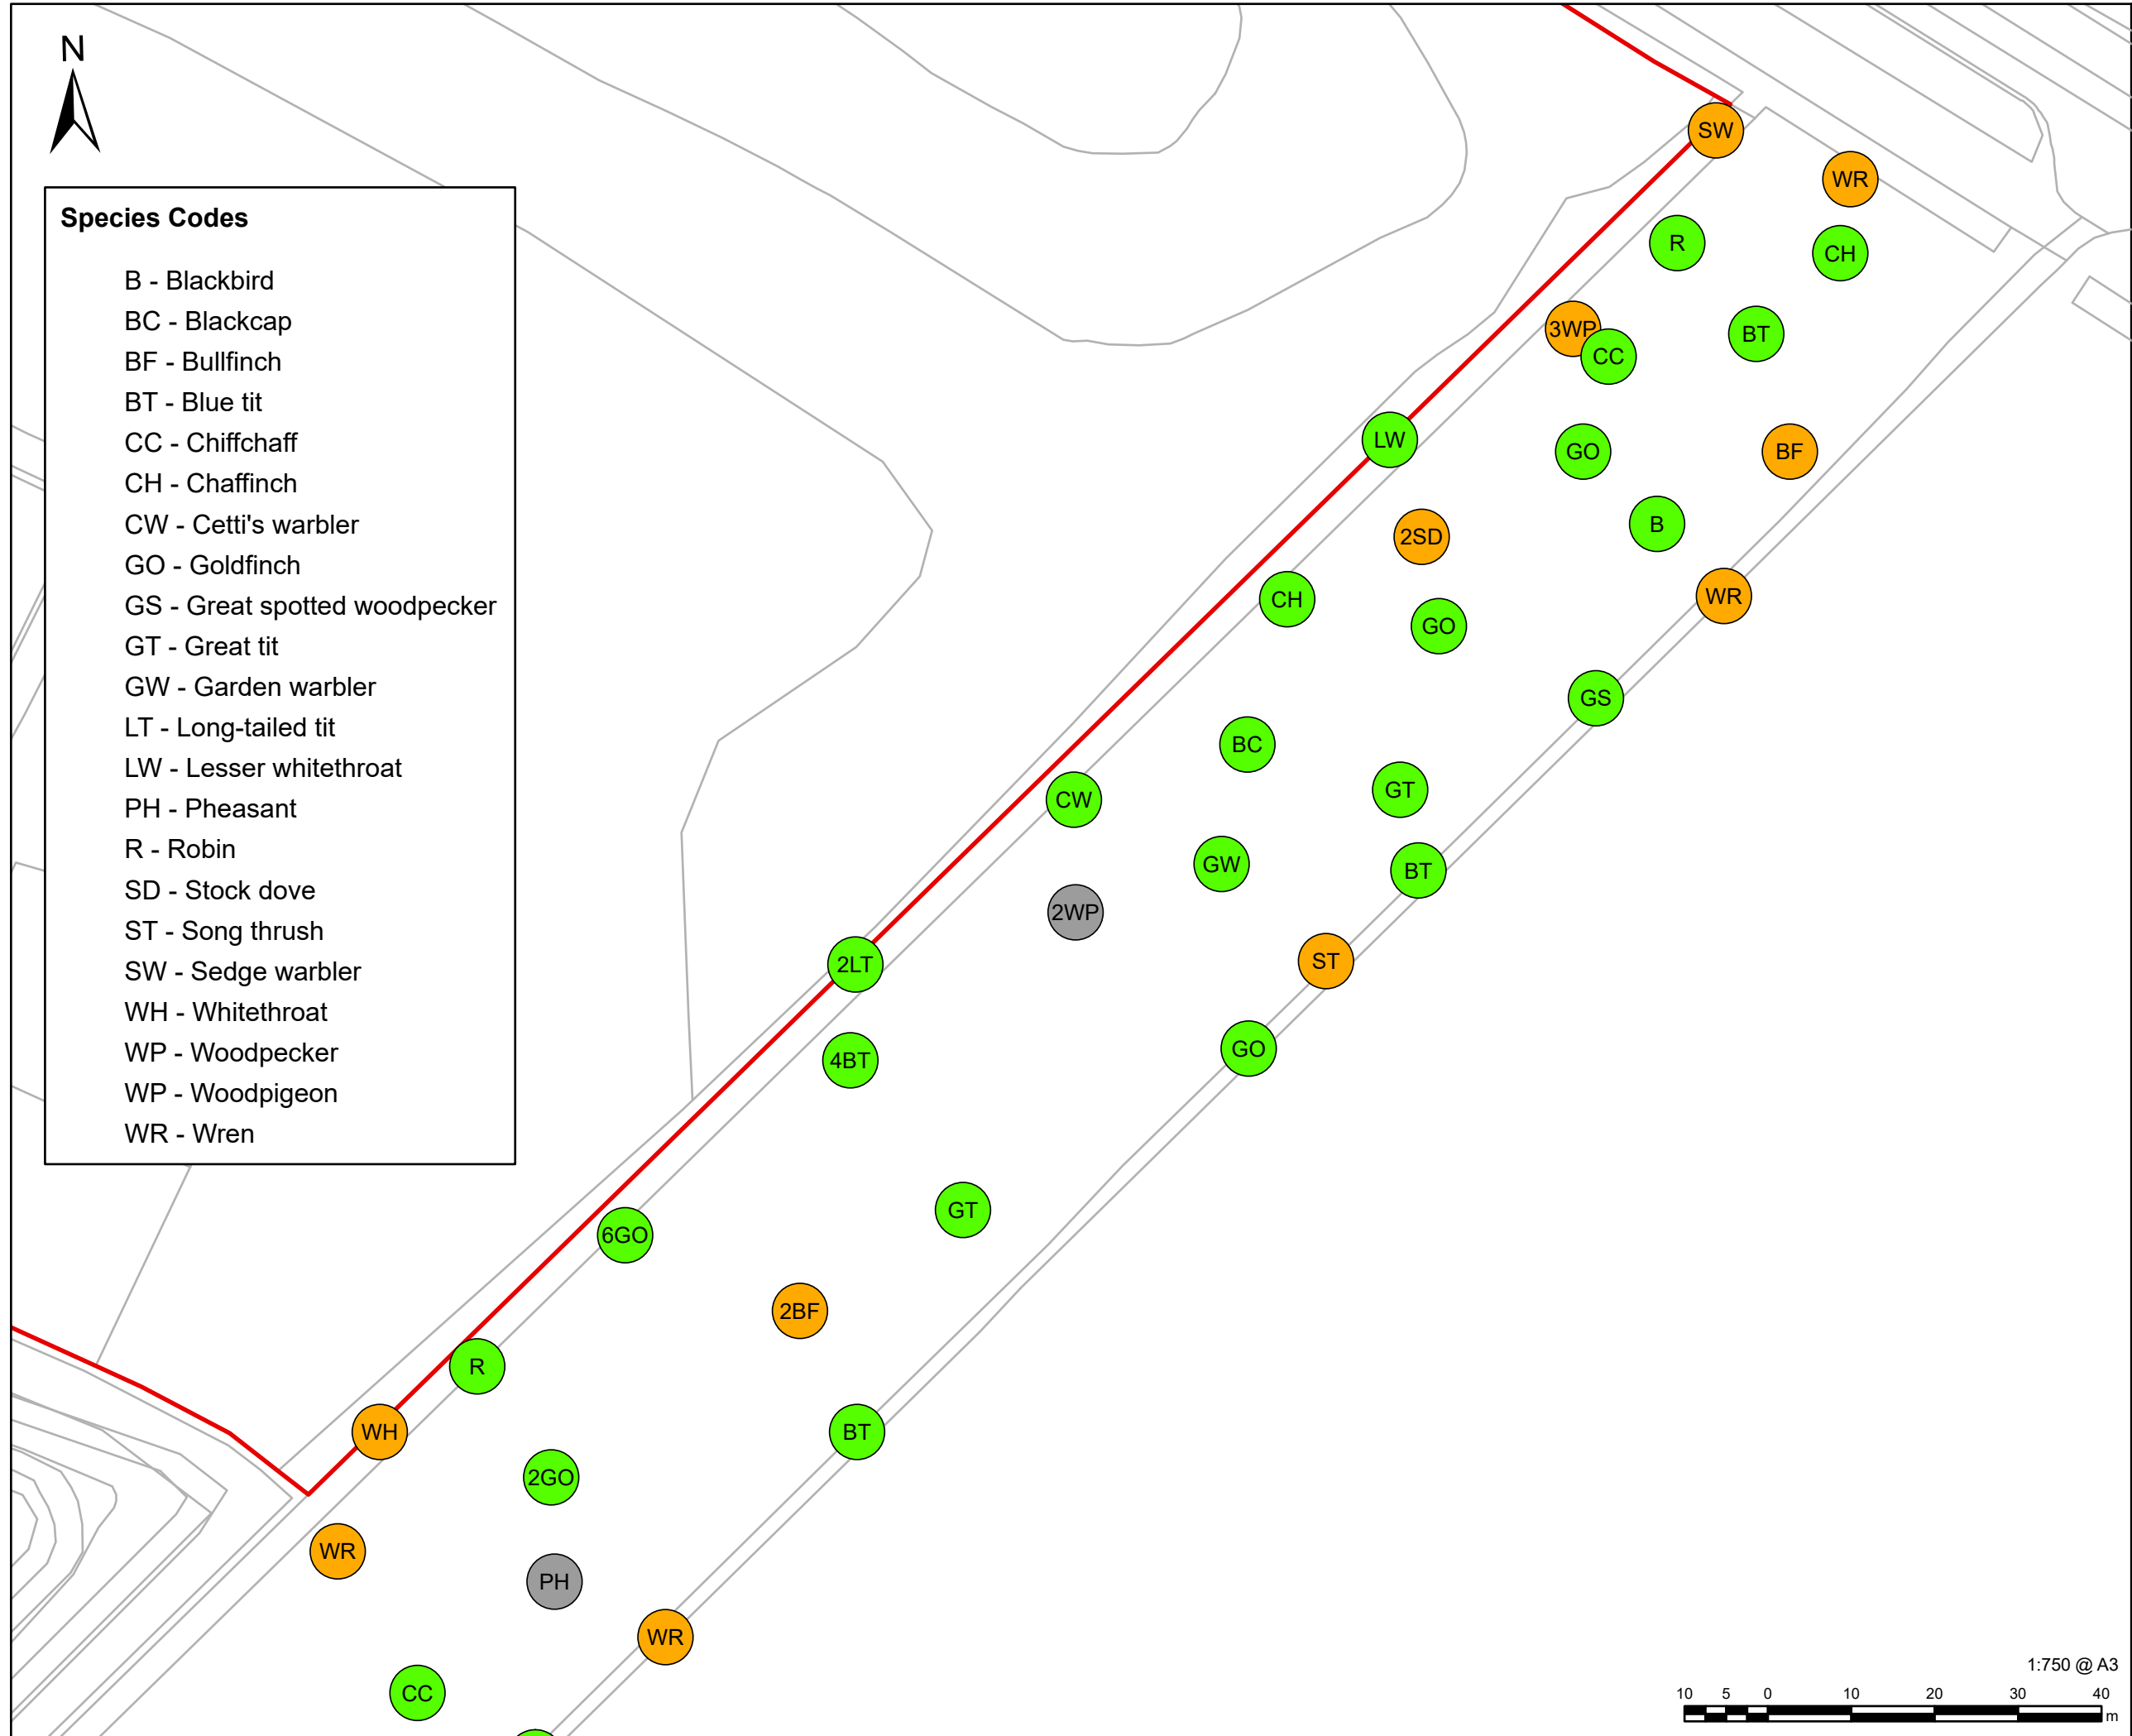 N
Species Codes
B - Blackbird
BC - Blackcap
BF - Bullfinch
BT - Blue tit
CC - Chiffchaff
CH - Chaffinch
CW - Cetti's warbler
GO - Goldfinch
GS - Great spotted woodpecker
GT - Great tit
GW - Garden warbler
LT - Long-tailed tit
LW - Lesser whitethroat
PH - Pheasant
R - Robin
SD - Stock dove
ST - Song thrush
SW - Sedge warbler
WH - Whitethroat
WP - Woodpecker
WP - Woodpigeon
WR - Wren
SW
WR
R
CH
3WP
BT
CC
LW
GO
BF
B
2SD
WR
CH
GO
GS
BC
GT
CW
GW
BT
2WP
ST
2LT
GO
4BT
GT
6GO
2BF
R
WH
BT
2GO
WR
PH
WR
CC
1:750 @ A3
10 5 0 10 20 30 40
m